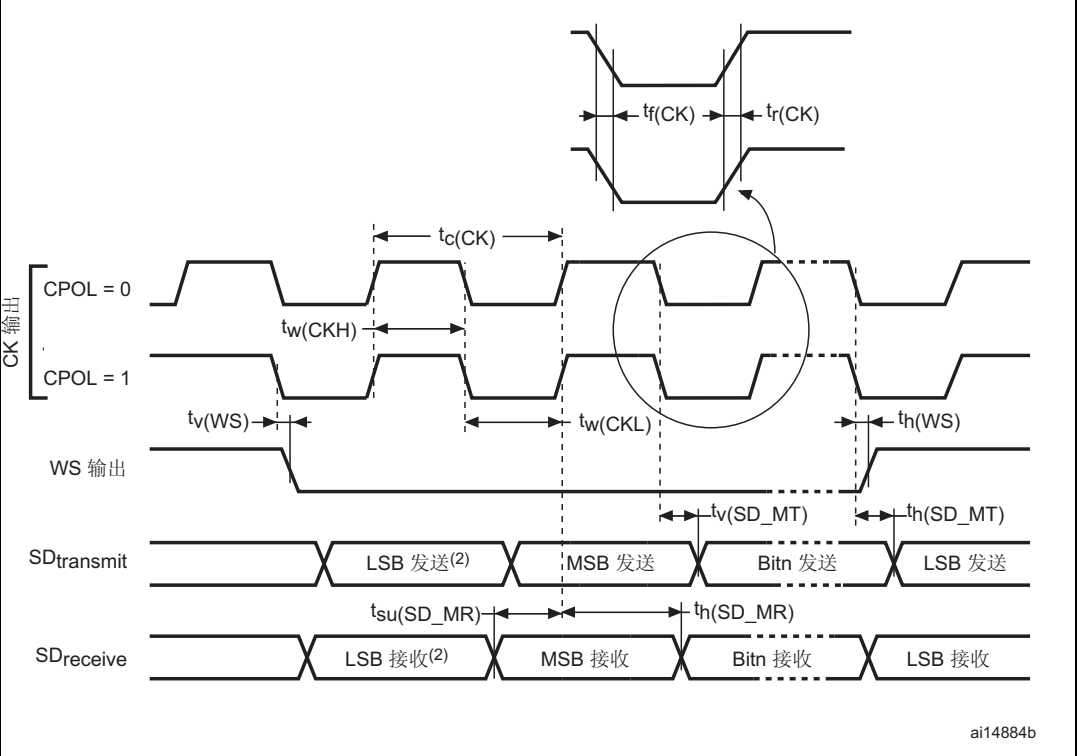 tf(CK)
tr(CK)
tc(CK)
CK 输出
CPOL = 0
tw(CKH)
CPOL = 1
tv(WS)
tw(CKL)
th(WS)
WS 输出
tv(SD_MT)
th(SD_MT)
SDtransmit
LSB 发送(2)
MSB 发送
Bitn 发送
LSB 发送
tsu(SD_MR)
th(SD_MR)
SDreceive
LSB 接收(2)
MSB 接收
Bitn 接收
LSB 接收
ai14884b